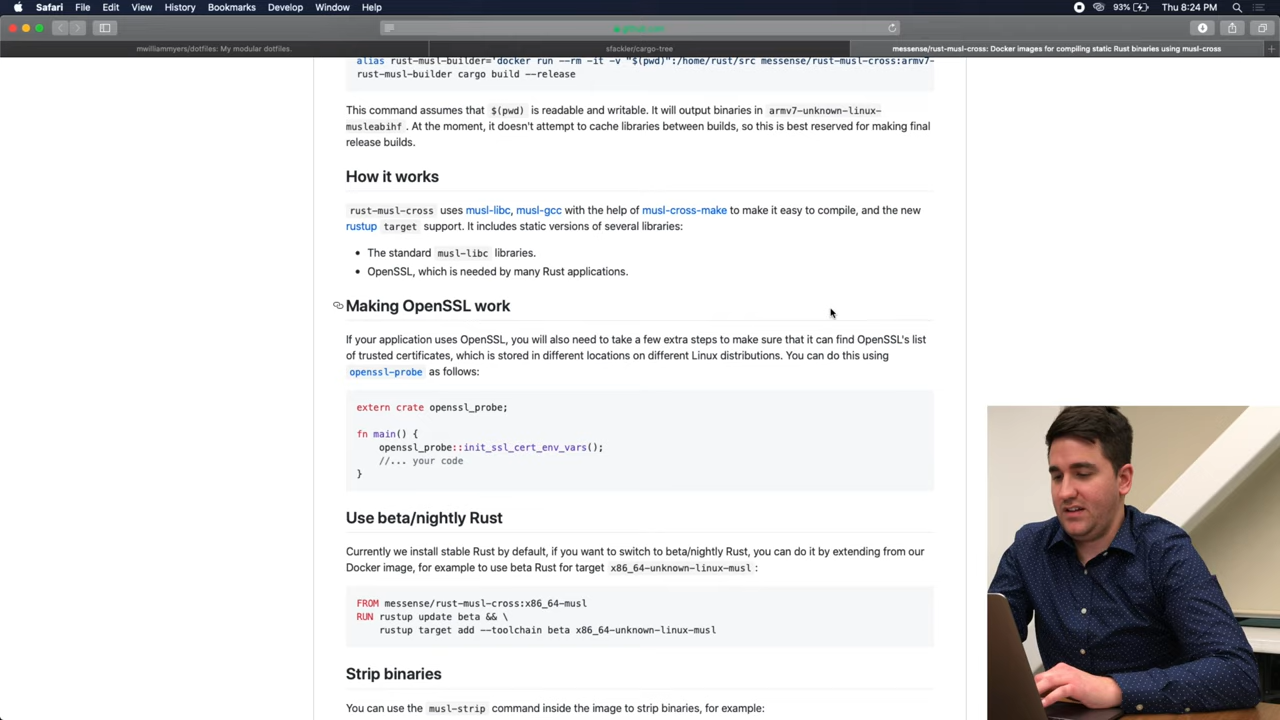 Safari File Edit View History Bookmarks Develop Window Help 93% Thu 8:24 PM
github.com
mwilliammyers/dotfiles: My modular dotfiles. sfackler/cargo-tree messense/rust-musl-cross: Docker images for compiling static Rust binaries using musl-cross
alias rust-musl-builder='docker run --rm -it -v "$(pwd)":/home/rust/src messense/rust-musl-cross:armv7-
rust-musl-builder cargo build --release
This command assumes that $(pwd) is readable and writable. It will output binaries in armv7-unknown-linux-
musleabihf . At the moment, it doesn't attempt to cache libraries between builds, so this is best reserved for making final
release builds.
How it works
rust-musl-cross uses musl-libc, musl-gcc with the help of musl-cross-make to make it easy to compile, and the new
rustup target support. It includes static versions of several libraries:
• The standard musl-libc libraries.
• OpenSSL, which is needed by many Rust applications.
Making OpenSSL work
If your application uses OpenSSL, you will also need to take a few extra steps to make sure that it can find OpenSSL's list
of trusted certificates, which is stored in different locations on different Linux distributions. You can do this using
openssl-probe as follows:
extern crate openssl_probe;
fn main() {
openssl_probe::init_ssl_cert_env_vars();
//... your code
}
Use beta/nightly Rust
Currently we install stable Rust by default, if you want to switch to beta/nightly Rust, you can do it by extending from our
Docker image, for example to use beta Rust for target x86_64-unknown-linux-musl :
FROM messense/rust-musl-cross:x86_64-musl
RUN rustup update beta && \
rustup target add --toolchain beta x86_64-unknown-linux-musl
Strip binaries
You can use the musl-strip command inside the image to strip binaries, for example: